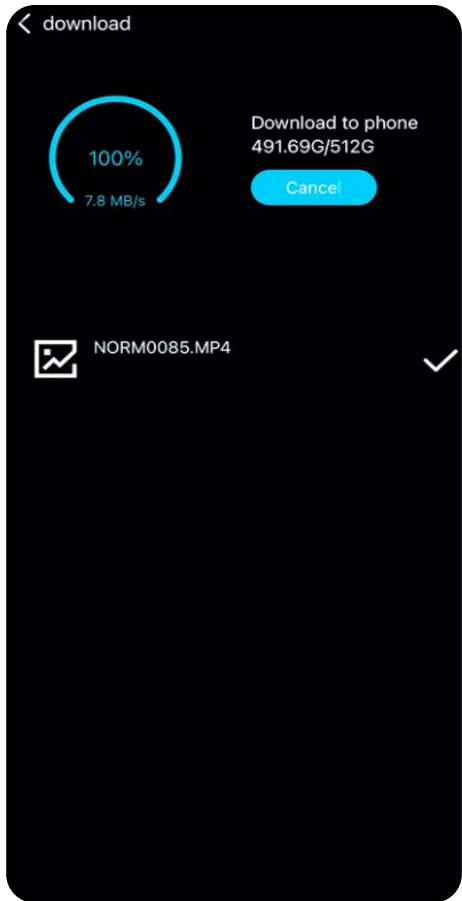 download
100%
7.8 MB/s
Download to phone
491.69G/512G
Cancel
NORM0085.MP4